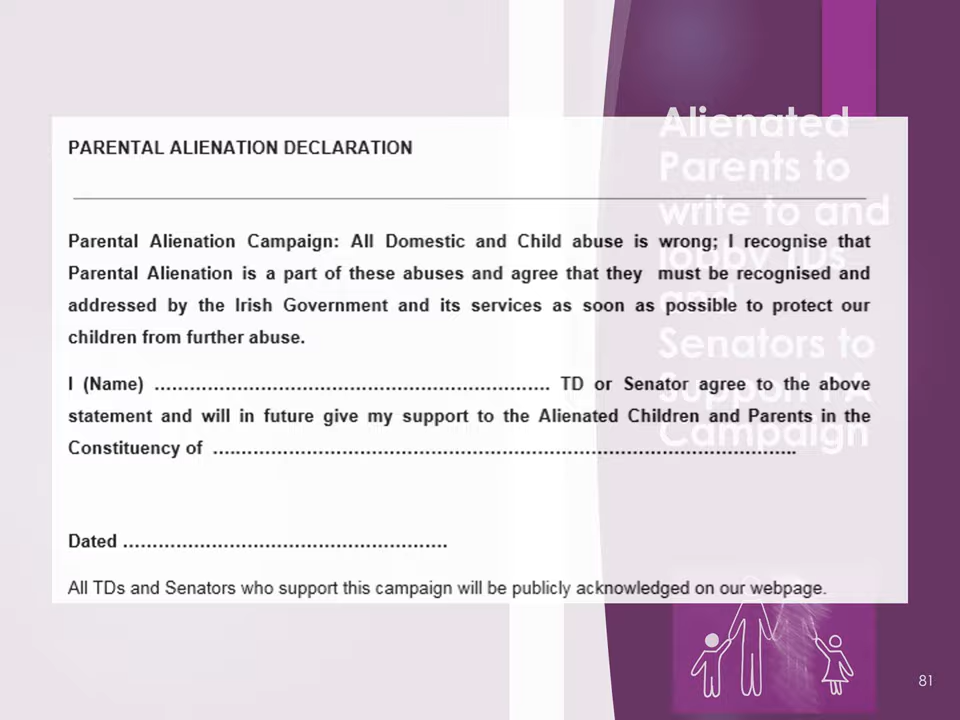 PARENTAL ALIENATION DECLARATION
Parental Alienation Campaign: All Domestic and Child abuse is wrong; I recognise that
Parental Alienation is a part of these abuses and agree that they must be recognised and
addressed by the Irish Government and its services as soon as possible to protect our
children from further abuse.
I (Name) ………………………………………………………… TD or Senator agree to the above
statement and will in future give my support to the Alienated Children and Parents in the
Constituency of ……………………………………………………………………………………..
Dated ……………………………………………….
All TDs and Senators who support this campaign will be publicly acknowledged on our webpage.
Alienated
Parents to
write to and
lobby TDs
and
Senators to
Support PA
Campaign
81